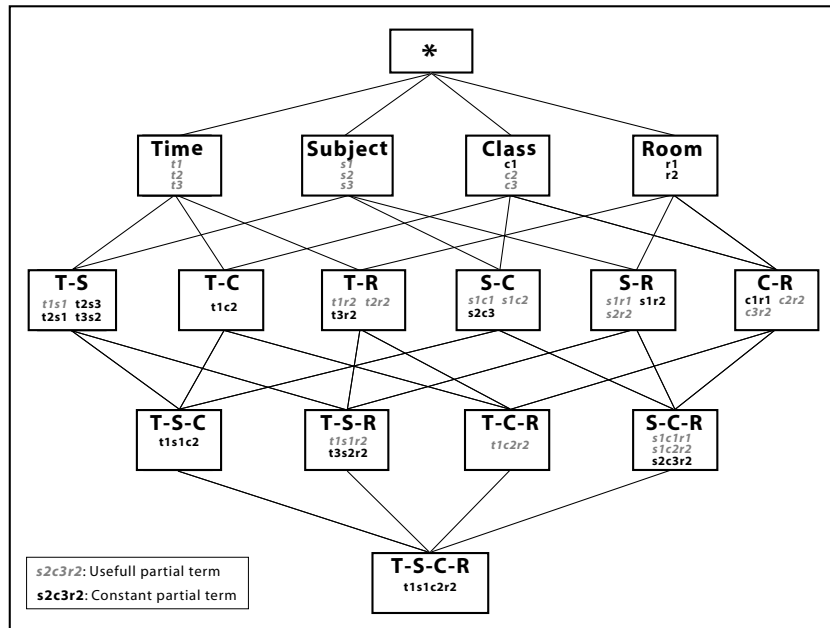 *
Time
t1
t2
t3
Subject
s1
s2
s3
Class
c1
c2
c3
Room
r1
r2
T-S
t1s1 t2s3
t2s1 t3s2
T-C
t1c2
T-R
t1r2 t2r2
t3r2
S-C
s1c1 s1c2
s2c3
S-R
s1r1 s1r2
s2r2
C-R
c1r1 c2r2
c3r2
T-S-C
t1s1c2
T-S-R
t1s1r2
t3s2r2
T-C-R
t1c2r2
S-C-R
s1c1r1
s1c2r2
s2c3r2
T-S-C-R
t1s1c2r2
s2c3r2: Usefull partial term
s2c3r2: Constant partial term